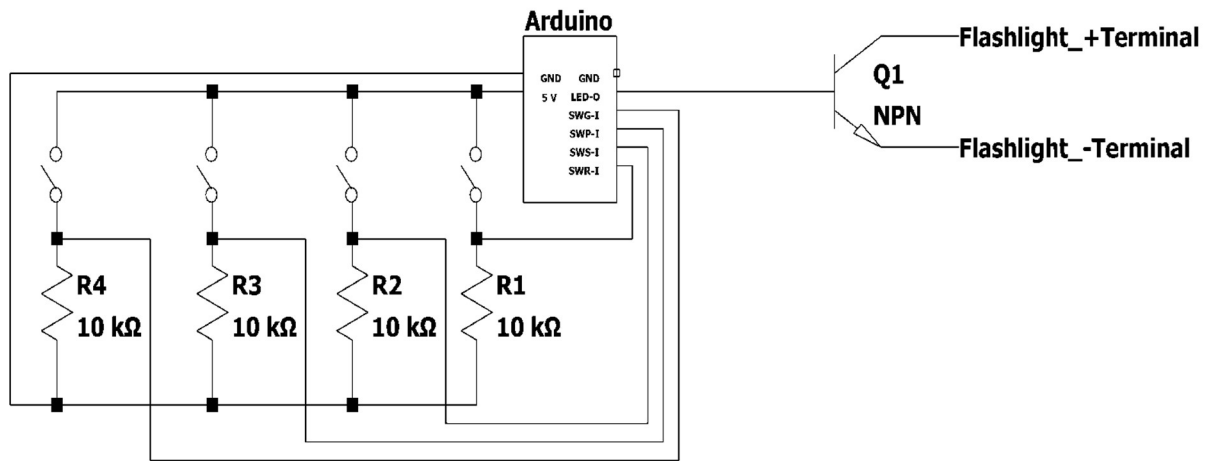 Arduino
GND GND
5 V LED-O
SWG-I
SWP-I
SWS-I
SWR-I
Flashlight_+Terminal
Q1
NPN
Flashlight_-Terminal
R4
10 kΩ
R3
10 kΩ
R2
10 kΩ
R1
10 kΩ